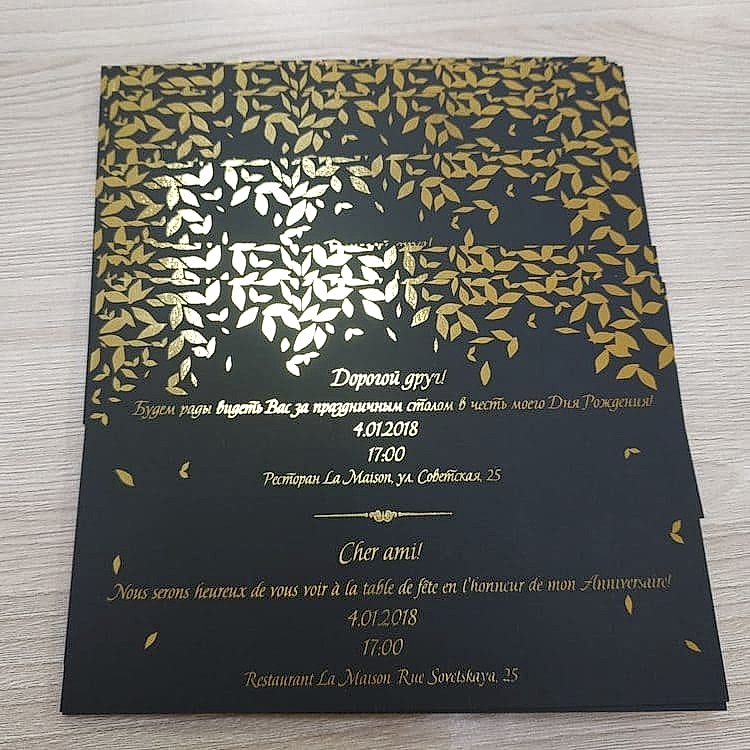 Дорогой друг!
Будем рады видеть Вас за праздничным столом в честь моего Дня Рождения!
4.01.2018
17:00
Ресторан La Maison, ул. Советская, 25
Cher ami!
Nous serons heureux de vous voir à la table de fête en l'honneur de mon Anniversaire!
4.01.2018
17:00
Restaurant La Maison, Rue Sovetskaya, 25